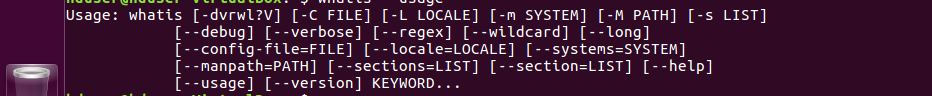 Usage: whatis [-dvrwl?V] [-C FILE] [-L LOCALE] [-m SYSTEM] [-M PATH] [-s LIST]
[--debug] [--verbose] [--regex] [--wildcard] [--long]
[--config-file=FILE] [--locale=LOCALE] [--systems=SYSTEM]
[--manpath=PATH] [--sections=LIST] [--section=LIST] [--help]
[--usage] [--version] KEYWORD...